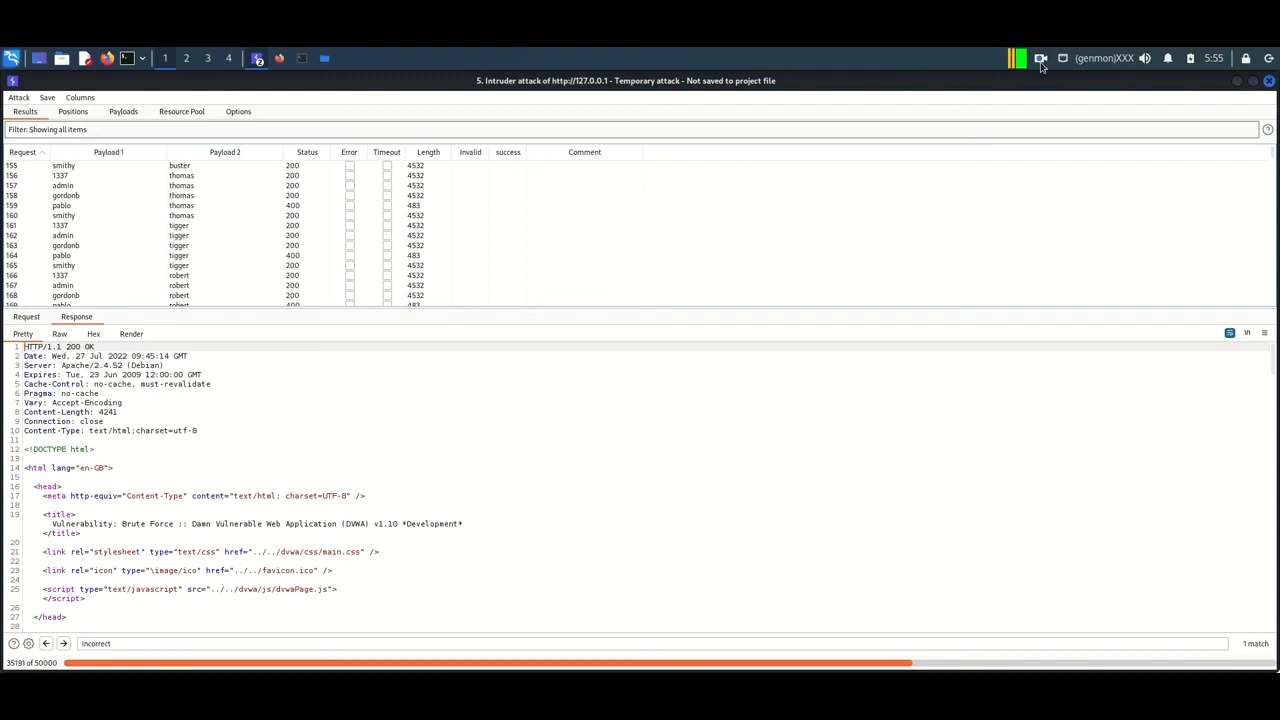 1 2 3 4 2 (genmon)XXX 5:55
5. Intruder attack of http://127.0.0.1 - Temporary attack - Not saved to project file
Attack Save Columns
Results Positions Payloads Resource Pool Options
Filter: Showing all items
Request Payload 1 Payload 2 Status Error Timeout Length Invalid success Comment
155 smithy buster 200 4532
156 1337 thomas 200 4532
157 admin thomas 200 4532
158 gordonb thomas 200 4532
159 pablo thomas 400 483
160 smithy thomas 200 4532
161 1337 tigger 200 4532
162 admin tigger 200 4532
163 gordonb tigger 200 4532
164 pablo tigger 400 483
165 smithy tigger 200 4532
166 1337 robert 200 4532
167 admin robert 200 4532
168 gordonb robert 200 4532
169 pablo robert 400 483
Request Response
Pretty Raw Hex Render \n
1 HTTP/1.1 200 OK
2 Date: Wed, 27 Jul 2022 09:45:14 GMT
3 Server: Apache/2.4.52 (Debian)
4 Expires: Tue, 23 Jun 2009 12:00:00 GMT
5 Cache-Control: no-cache, must-revalidate
6 Pragma: no-cache
7 Vary: Accept-Encoding
8 Content-Length: 4241
9 Connection: close
10 Content-Type: text/html;charset=utf-8
11
12 <!DOCTYPE html>
13
14 <html lang="en-GB">
15
16 <head>
17 <meta http-equiv="Content-Type" content="text/html; charset=UTF-8" />
18
19 <title>
Vulnerability: Brute Force :: Damn Vulnerable Web Application (DVWA) v1.10 *Development*
</title>
20
21 <link rel="stylesheet" type="text/css" href="../../dvwa/css/main.css" />
22
23 <link rel="icon" type="\image/ico" href="../../favicon.ico" />
24
25 <script type="text/javascript" src="../../dvwa/js/dvwaPage.js">
</script>
26
27 </head>
28
incorrect 1 match
35191 of 50000